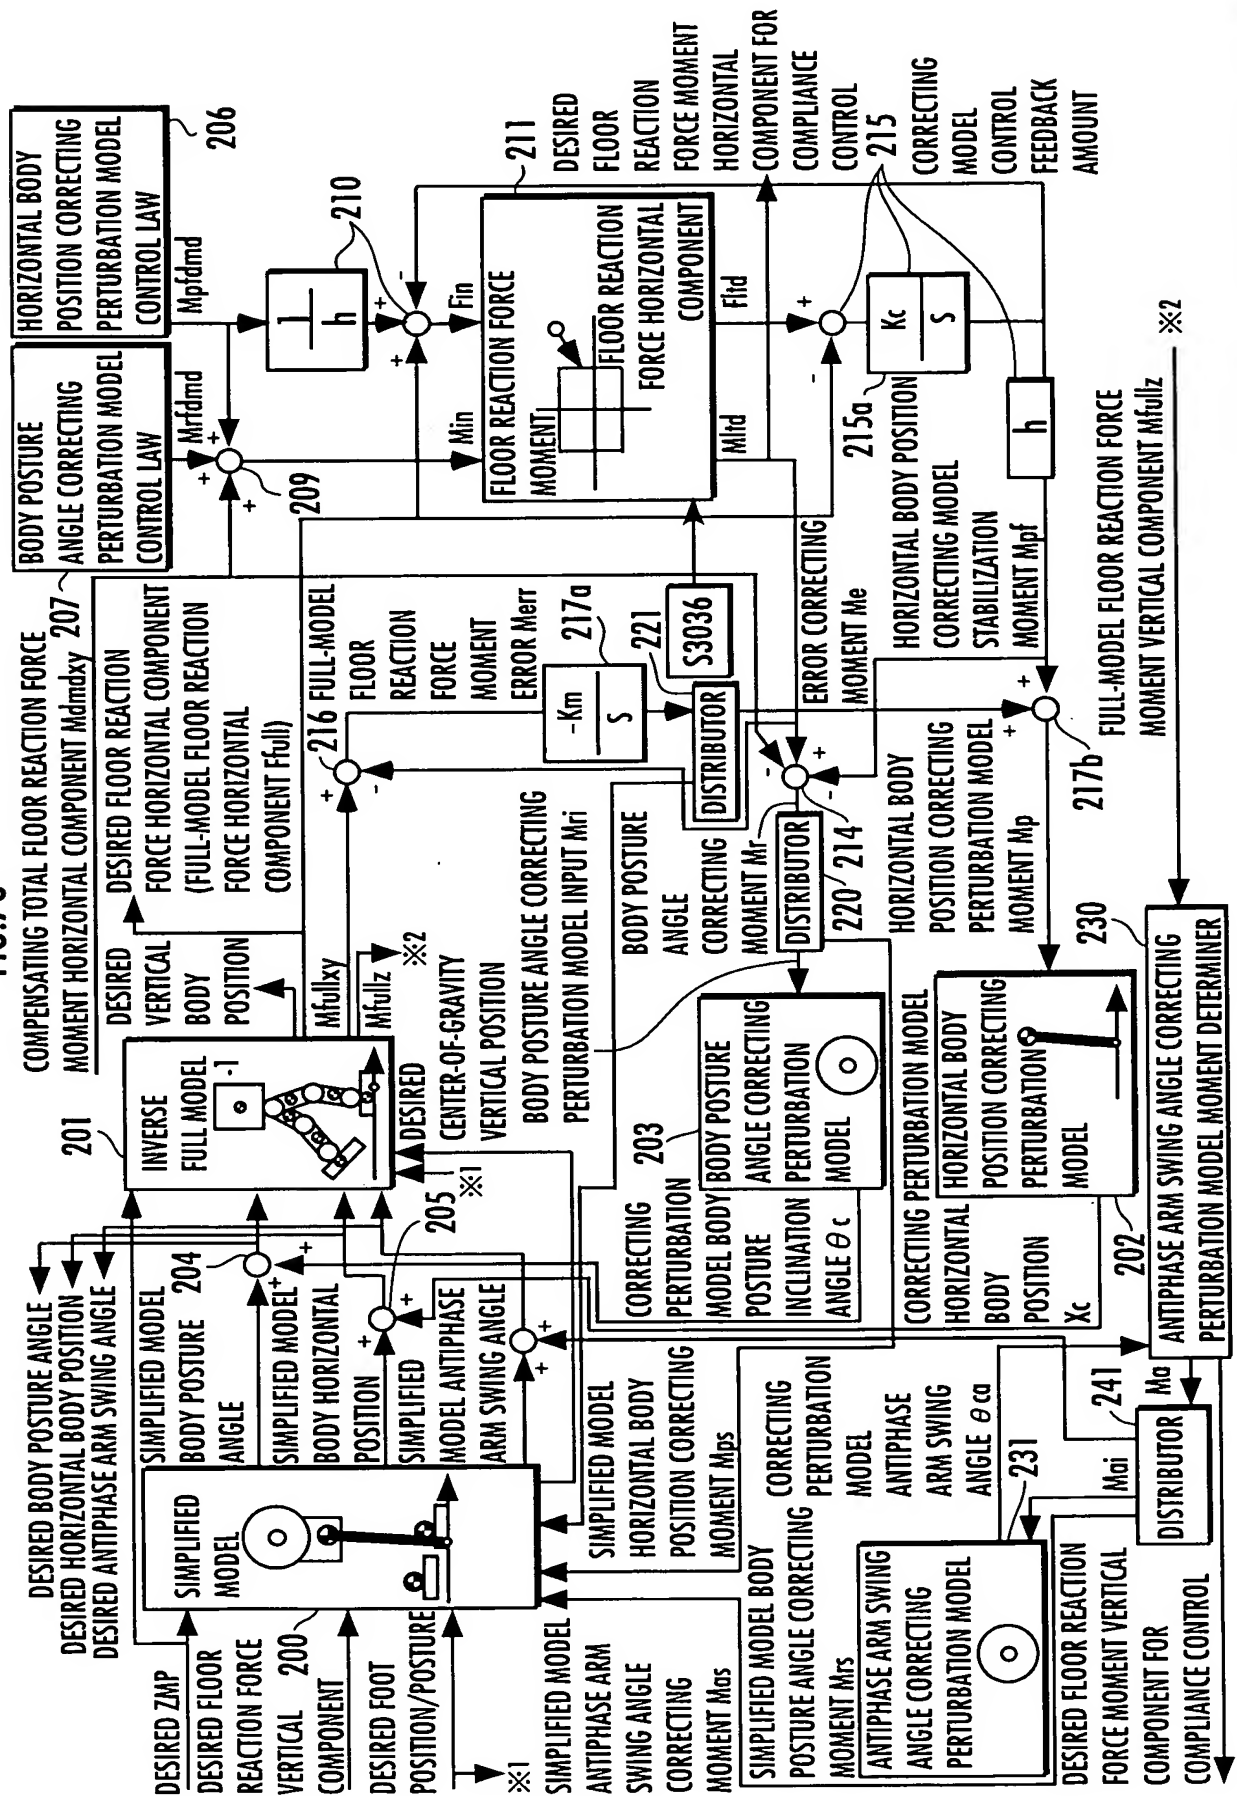 COMPENSATING TOTAL FLOOR REACTION FORCE
MOMENT HORIZONTAL COMPONENT Mdmdxy
207
BODY POSTURE
ANGLE CORRECTING
PERTURBATION MODEL
CONTROL LAW
HORIZONTAL BODY
POSITION CORRECTING
PERTURBATION MODEL
CONTROL LAW
206
Mrfdmd
Mpfdmd
209
1
h
210
+
+
+
+
+
-
Min
Fin
FLOOR REACTION FORCE
MOMENT
FLOOR REACTION
FORCE HORIZONTAL
COMPONENT
211
Mltd
Fltd
S3036
DESIRED
FLOOR
REACTION
FORCE MOMENT
HORIZONTAL
COMPONENT FOR
COMPLIANCE
CONTROL
215
CORRECTING
MODEL
CONTROL
FEEDBACK
AMOUNT
+
-
Kc
S
215a
h
201
INVERSE
FULL MODEL
-1
DESIRED
VERTICAL
BODY
POSITION
DESIRED FLOOR REACTION
FORCE HORIZONTAL COMPONENT
(FULL-MODEL FLOOR REACTION
FORCE HORIZONTAL
COMPONENT Ffull)
Mfullxy
Mfullz
※2
+
-
216
FULL-MODEL
FLOOR
REACTION
FORCE
MOMENT
ERROR Merr
217a
-Km
S
221
DISTRIBUTOR
ERROR CORRECTING
MOMENT Me
HORIZONTAL BODY POSITION
CORRECTING MODEL
STABILIZATION
MOMENT Mpf
※1
DESIRED
CENTER-OF-GRAVITY
VERTICAL POSITION
BODY POSTURE ANGLE CORRECTING
PERTURBATION MODEL INPUT Mri
BODY POSTURE
ANGLE
CORRECTING
MOMENT Mr
-
+
-
DISTRIBUTOR
220
214
HORIZONTAL BODY
POSITION CORRECTING
PERTURBATION MODEL
MOMENT Mp
+
+
217b
FULL-MODEL FLOOR REACTION FORCE
MOMENT VERTICAL COMPONENT Mfullz
※2
DESIRED BODY POSTURE ANGLE
DESIRED HORIZONTAL BODY POSITION
DESIRED ANTIPHASE ARM SWING ANGLE
SIMPLIFIED MODEL
BODY POSTURE
ANGLE
204
+
+
SIMPLIFIED MODEL
BODY HORIZONTAL
POSITION
205
+
+
SIMPLIFIED
MODEL ANTIPHASE
ARM SWING ANGLE
+
+
203
BODY POSTURE
ANGLE CORRECTING
PERTURBATION
MODEL
CORRECTING
PERTURBATION
MODEL BODY
POSTURE
INCLINATION
ANGLE θc
CORRECTING PERTURBATION MODEL
HORIZONTAL
BODY
POSITION
Xc
HORIZONTAL BODY
POSITION CORRECTING
PERTURBATION
MODEL
202
230
ANTIPHASE ARM SWING ANGLE CORRECTING
PERTURBATION MODEL MOMENT DETERMINER
SIMPLIFIED
MODEL
200
DESIRED ZMP
DESIRED FLOOR
REACTION FORCE
VERTICAL
COMPONENT
DESIRED FOOT
POSITION/POSTURE
※1
SIMPLIFIED MODEL
HORIZONTAL BODY
POSITION CORRECTING
MOMENT Mps
CORRECTING
PERTURBATION
MODEL
ANTIPHASE
ARM SWING
ANGLE θca
231
SIMPLIFIED MODEL
ANTIPHASE ARM
SWING ANGLE
CORRECTING
MOMENT Mas
SIMPLIFIED MODEL BODY
POSTURE ANGLE CORRECTING
MOMENT Mrs
ANTIPHASE ARM SWING
ANGLE CORRECTING
PERTURBATION MODEL
Ma
241
Mai
DISTRIBUTOR
DESIRED FLOOR REACTION
FORCE MOMENT VERTICAL
COMPONENT FOR
COMPLIANCE CONTROL